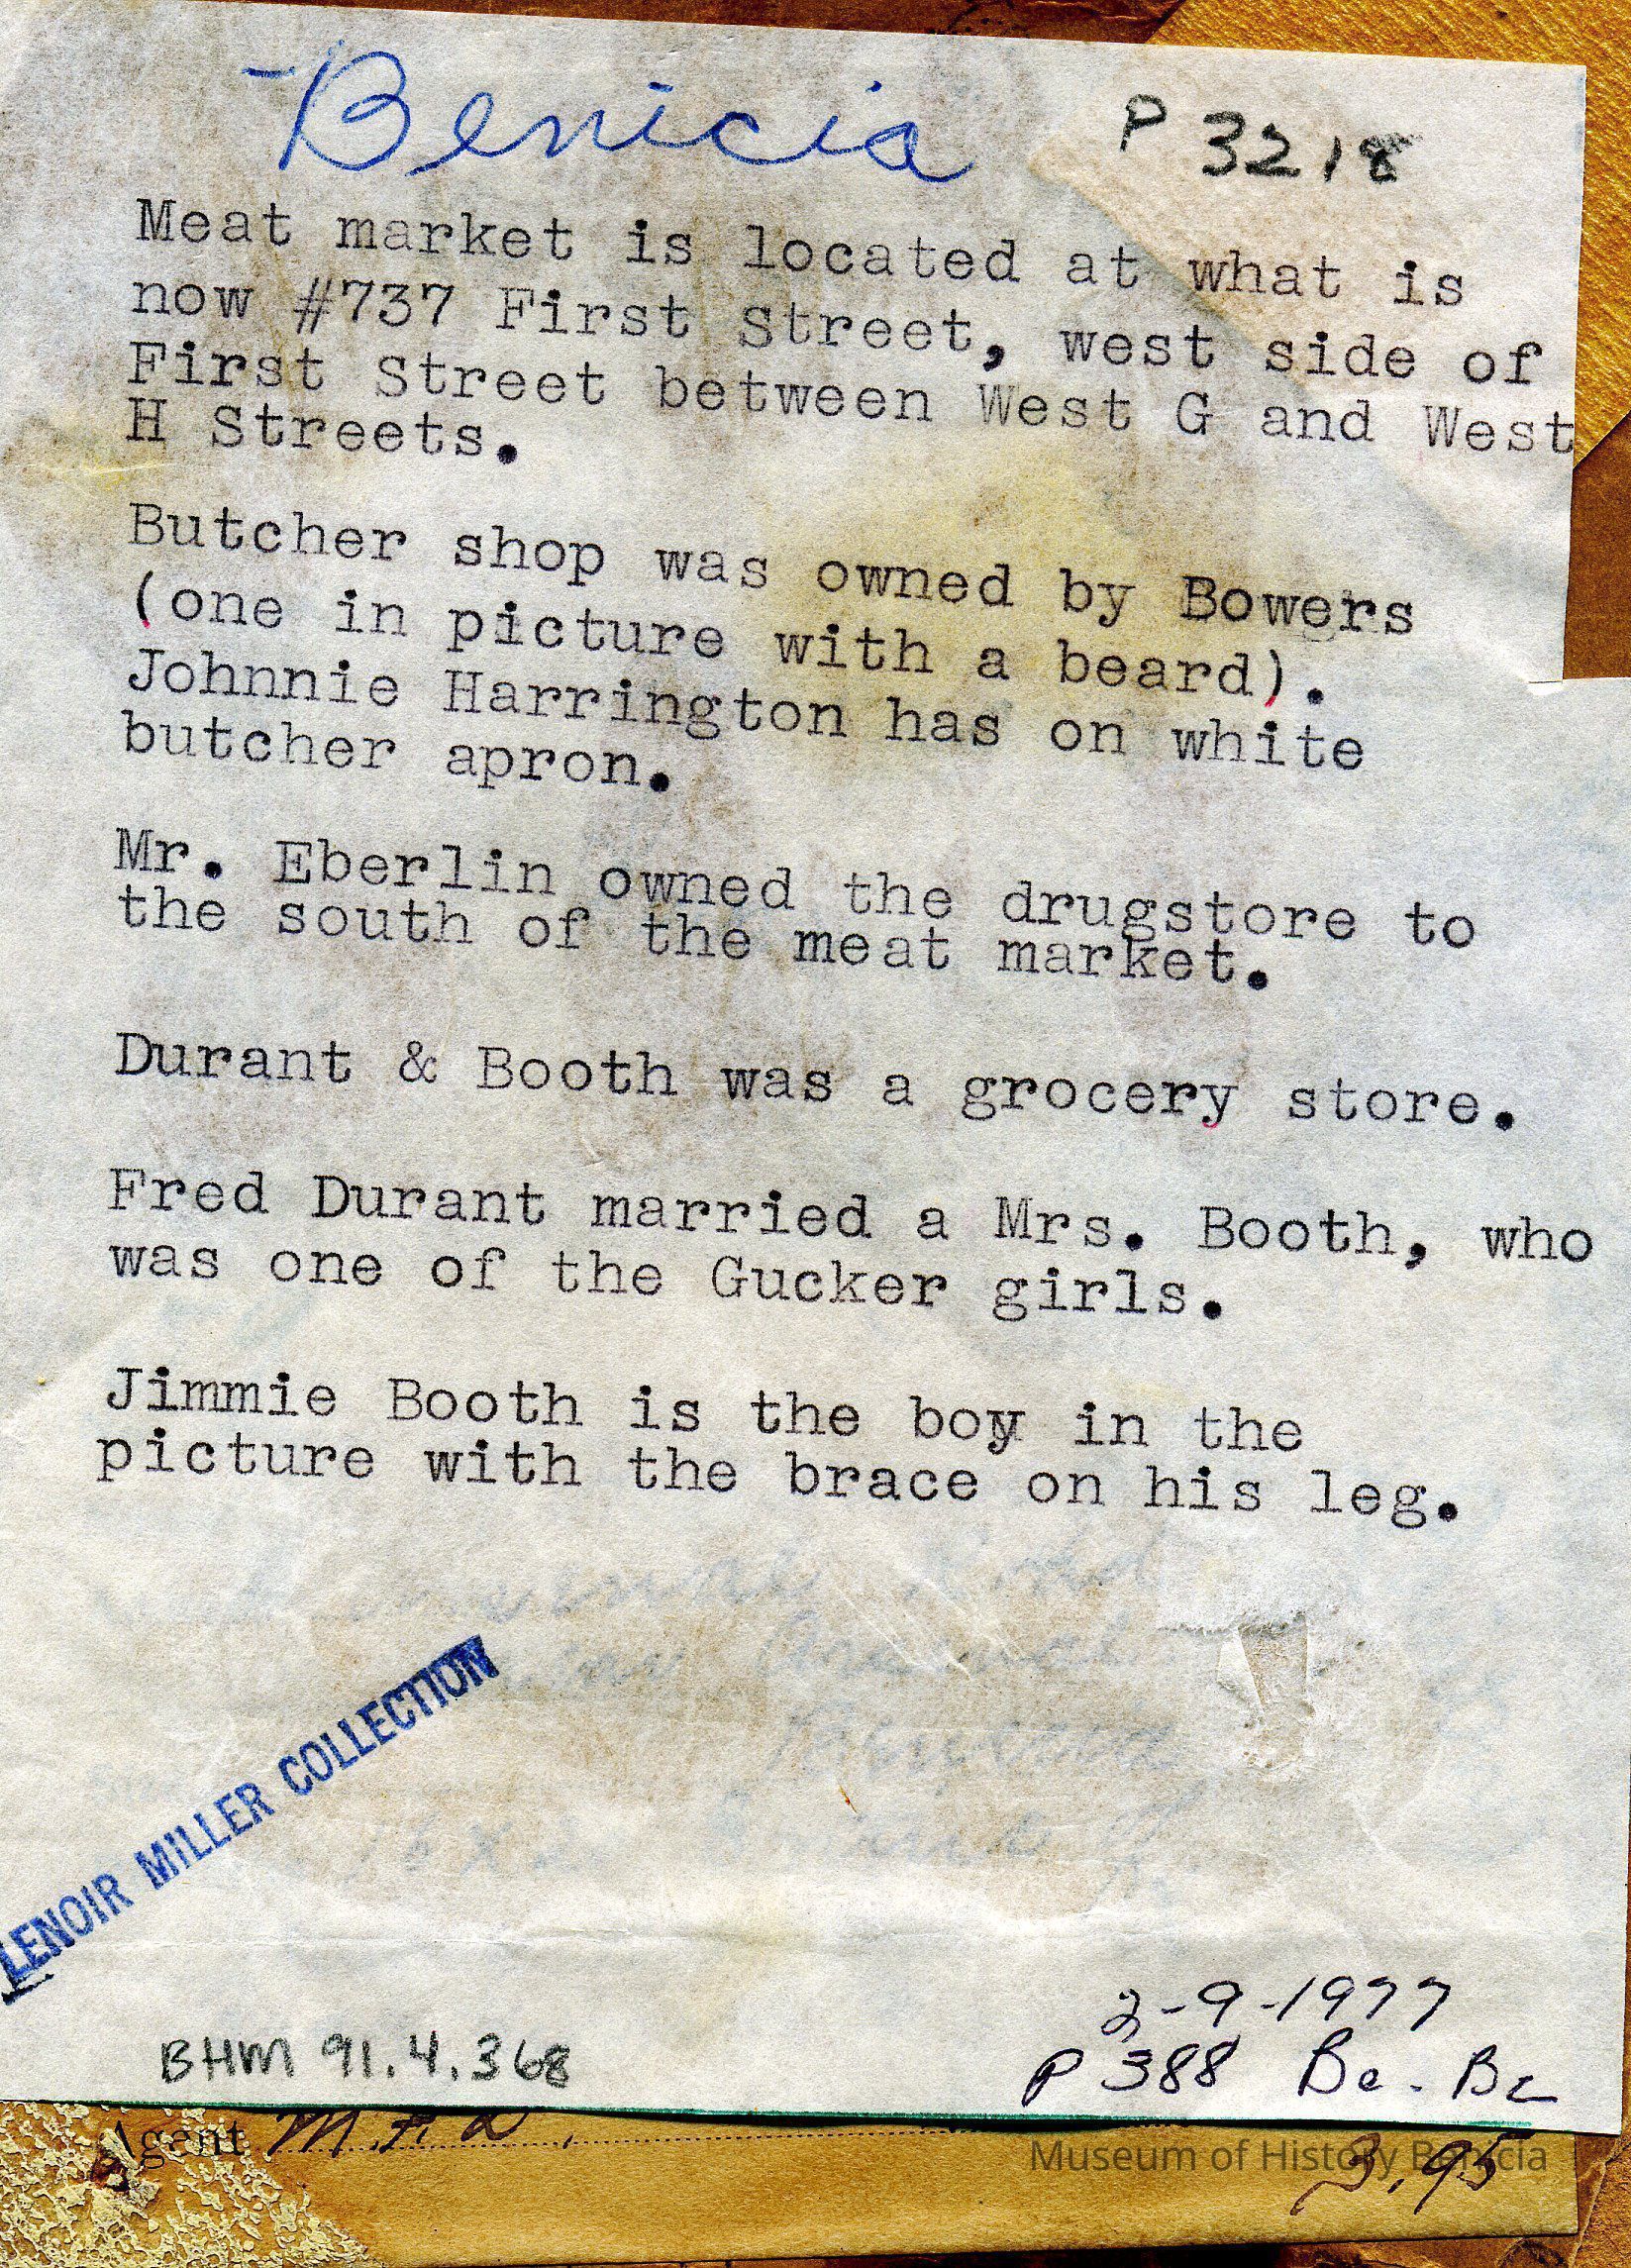 Benicia P 3218
Meat market is located at what is
now #737 First Street, west side of
First Street between West G and West
H Streets.
Butcher shop was owned by Bowers
(one in picture with a beard).
Johnnie Harrington has on white
butcher apron.
Mr. Eberlin owned the drugstore to
the south of the meat market.
Durant & Booth was a grocery store.
Fred Durant married a Mrs. Booth, who
was one of the Gucker girls.
Jimmie Booth is the boy in the
picture with the brace on his leg.
LENOIR MILLER COLLECTION
2-9-1977
BHM 91.4.368
P 388 Be. Bc
Agent
Museum of History Benicia
3.95